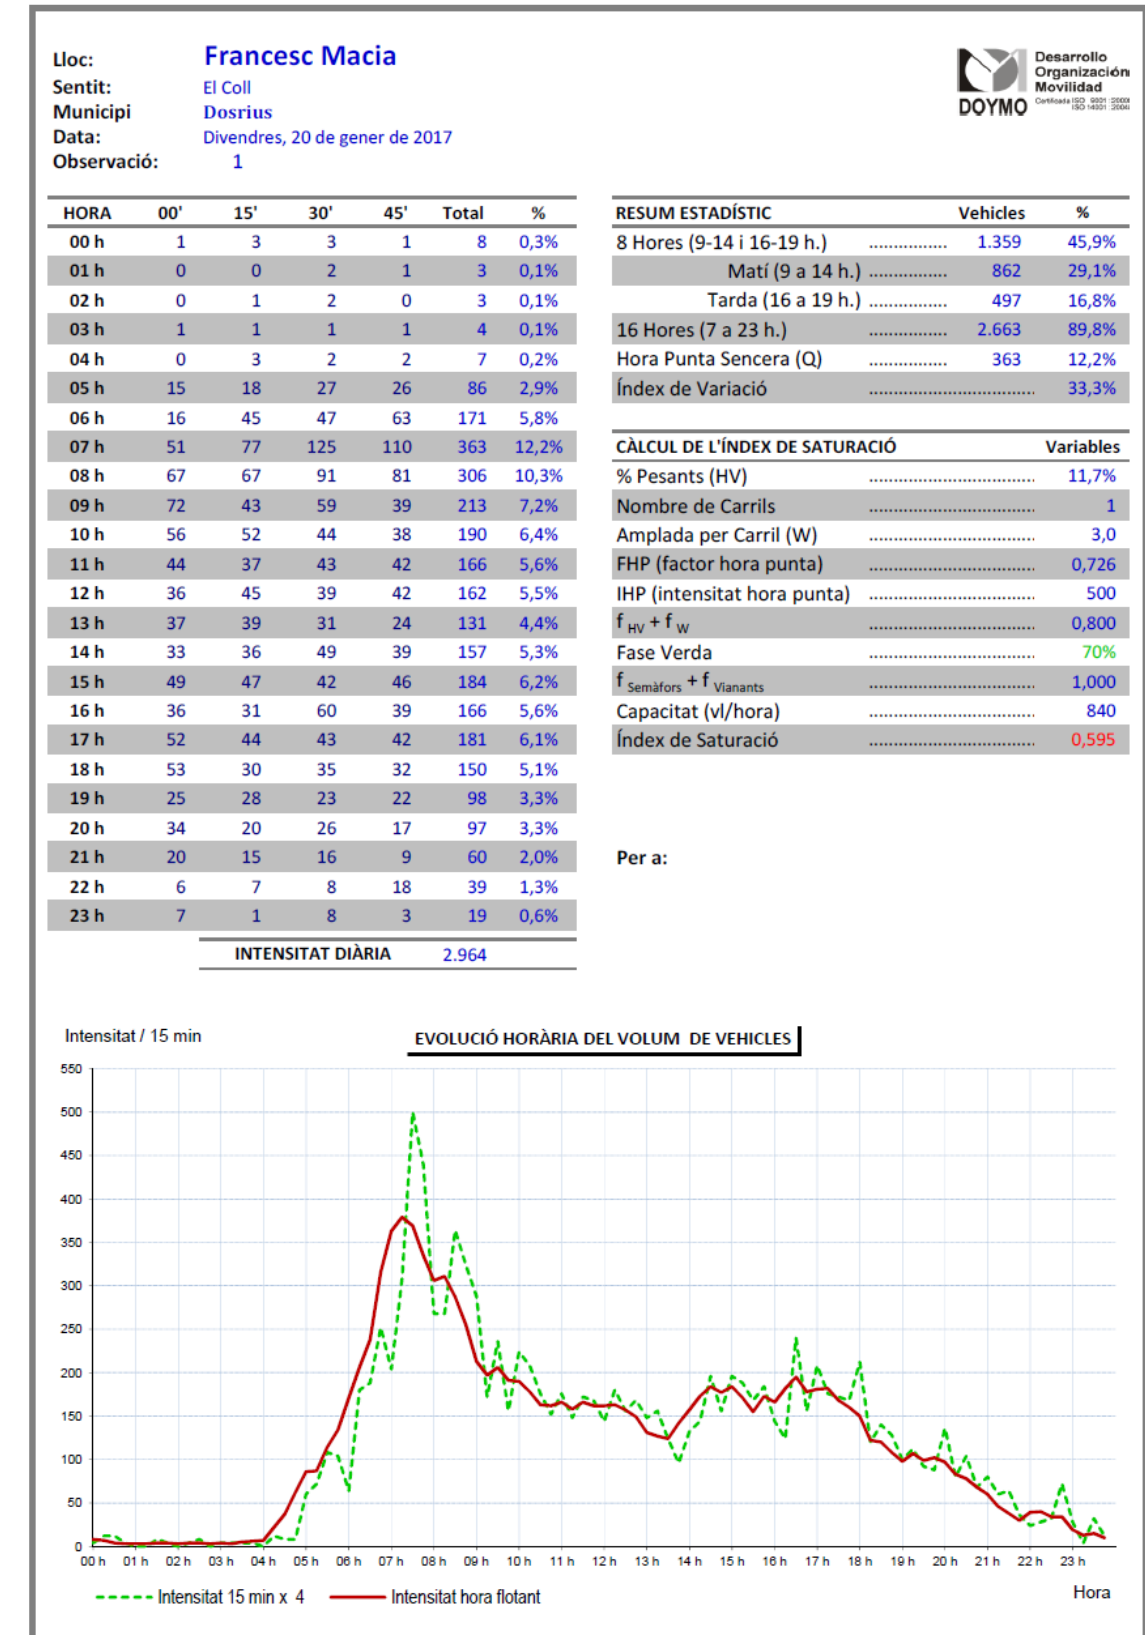 Lloc: Francesc Macia
Sentit: El Coll
Municipi Dosrius
Data: Divendres, 20 de gener de 2017
Observació: 1
DOYMO
Desarrollo
Organización
Movilidad
Certificada ISO 9001 :2000
ISO 14001 :2004
HORA 00' 15' 30' 45' Total %
00 h 1 3 3 1 8 0,3%
01 h 0 0 2 1 3 0,1%
02 h 0 1 2 0 3 0,1%
03 h 1 1 1 1 4 0,1%
04 h 0 3 2 2 7 0,2%
05 h 15 18 27 26 86 2,9%
06 h 16 45 47 63 171 5,8%
07 h 51 77 125 110 363 12,2%
08 h 67 67 91 81 306 10,3%
09 h 72 43 59 39 213 7,2%
10 h 56 52 44 38 190 6,4%
11 h 44 37 43 42 166 5,6%
12 h 36 45 39 42 162 5,5%
13 h 37 39 31 24 131 4,4%
14 h 33 36 49 39 157 5,3%
15 h 49 47 42 46 184 6,2%
16 h 36 31 60 39 166 5,6%
17 h 52 44 43 42 181 6,1%
18 h 53 30 35 32 150 5,1%
19 h 25 28 23 22 98 3,3%
20 h 34 20 26 17 97 3,3%
21 h 20 15 16 9 60 2,0%
22 h 6 7 8 18 39 1,3%
23 h 7 1 8 3 19 0,6%
INTENSITAT DIÀRIA 2.964
RESUM ESTADÍSTIC Vehicles %
8 Hores (9-14 i 16-19 h.) ................ 1.359 45,9%
Matí (9 a 14 h.) ................ 862 29,1%
Tarda (16 a 19 h.) ................ 497 16,8%
16 Hores (7 a 23 h.) ................ 2.663 89,8%
Hora Punta Sencera (Q) ................ 363 12,2%
Índex de Variació .................................. 33,3%
CÀLCUL DE L'ÍNDEX DE SATURACIÓ Variables
% Pesants (HV) .................................. 11,7%
Nombre de Carrils .................................. 1
Amplada per Carril (W) .................................. 3,0
FHP (factor hora punta) .................................. 0,726
IHP (intensitat hora punta) .................................. 500
f HV + f W .................................. 0,800
Fase Verda .................................. 70%
f Semàfors + f Vianants .................................. 1,000
Capacitat (vl/hora) .................................. 840
Índex de Saturació .................................. 0,595
Per a:
Intensitat / 15 min
EVOLUCIÓ HORÀRIA DEL VOLUM DE VEHICLES
550
500
450
400
350
300
250
200
150
100
50
0
00 h 01 h 02 h 03 h 04 h 05 h 06 h 07 h 08 h 09 h 10 h 11 h 12 h 13 h 14 h 15 h 16 h 17 h 18 h 19 h 20 h 21 h 22 h 23 h
Intensitat 15 min x 4 Intensitat hora flotant Hora